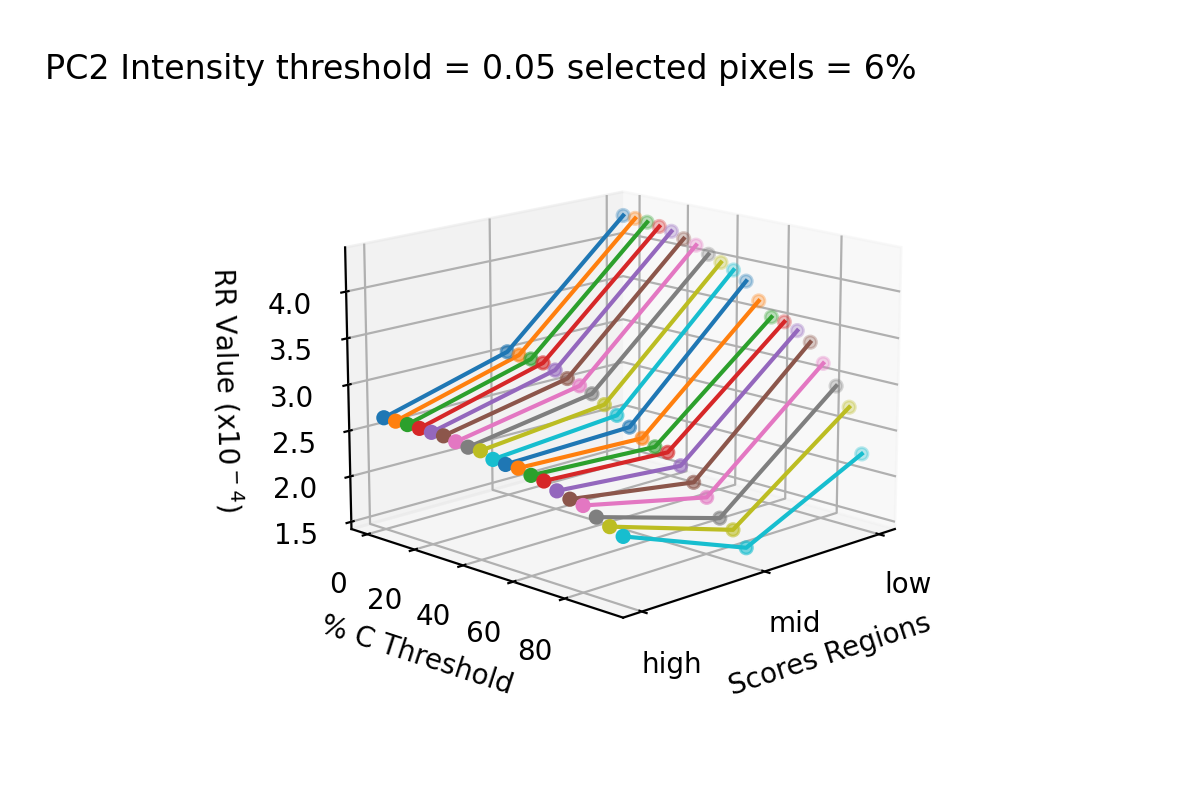 PC2 Intensity threshold = 0.05 selected pixels = 6%
RR Value (x10⁻⁴)
4.0
3.5
3.0
2.5
2.0
1.5
0
20
40
60
80
% C Threshold
high
mid
low
Scores Regions